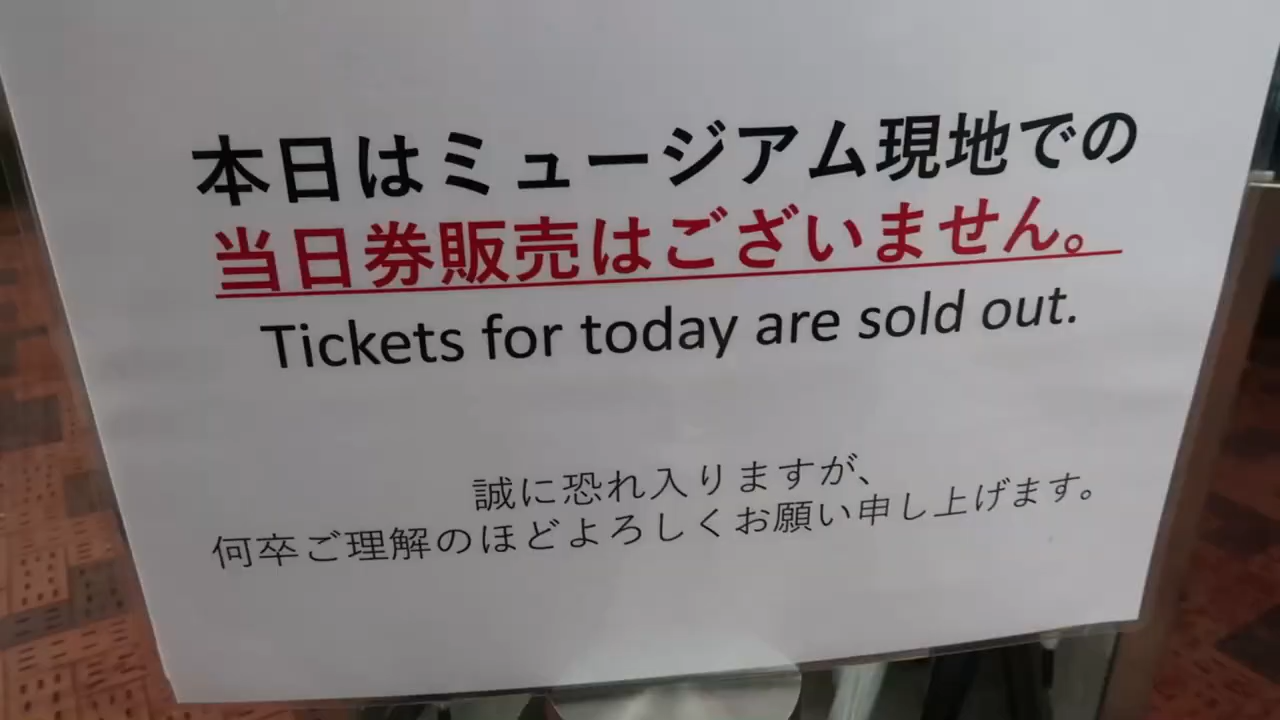 本日はミュージアム現地での
当日券販売はございません。
Tickets for today are sold out.
誠に恐れ入りますが、
何卒ご理解のほどよろしくお願い申し上げます。